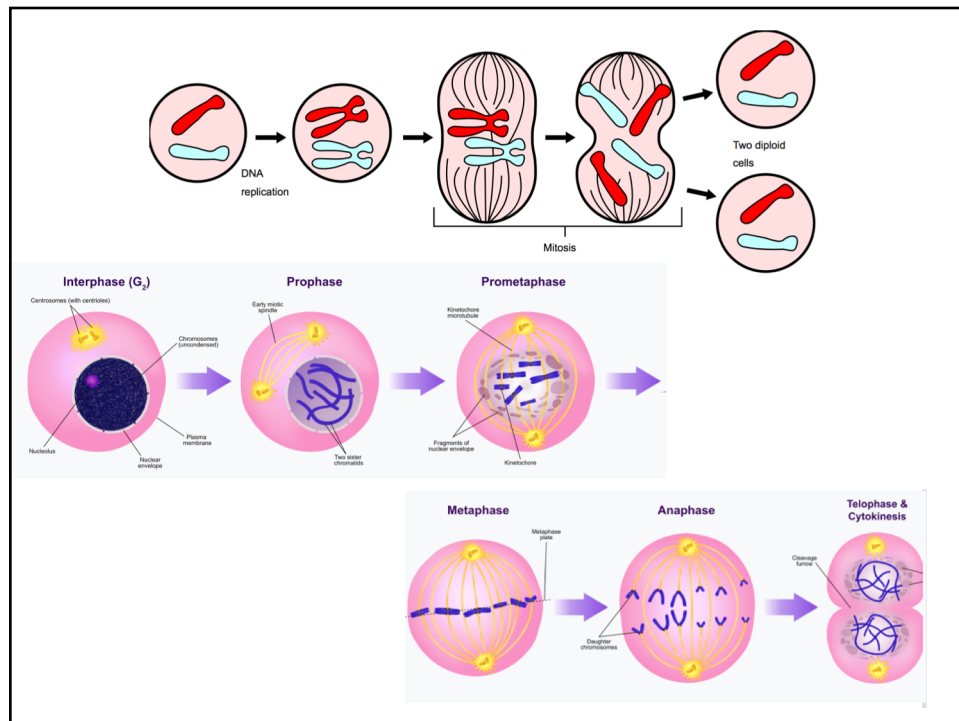 DNA
replication
Mitosis
Two diploid
cells
Interphase (G₂)
Centrosomes (with centrioles)
Chromosomes
(uncondensed)
Plasma
membrane
Nucleolus
Nuclear
envelope
Prophase
Early miotic
spindle
Two sister
chromatids
Prometaphase
Kinetochore
microtubule
Fragments of
nuclear envelope
Kinetochore
Metaphase
Metaphase
plate
Anaphase
Daughter
chromosomes
Telophase &
Cytokinesis
Cleavage
furrow